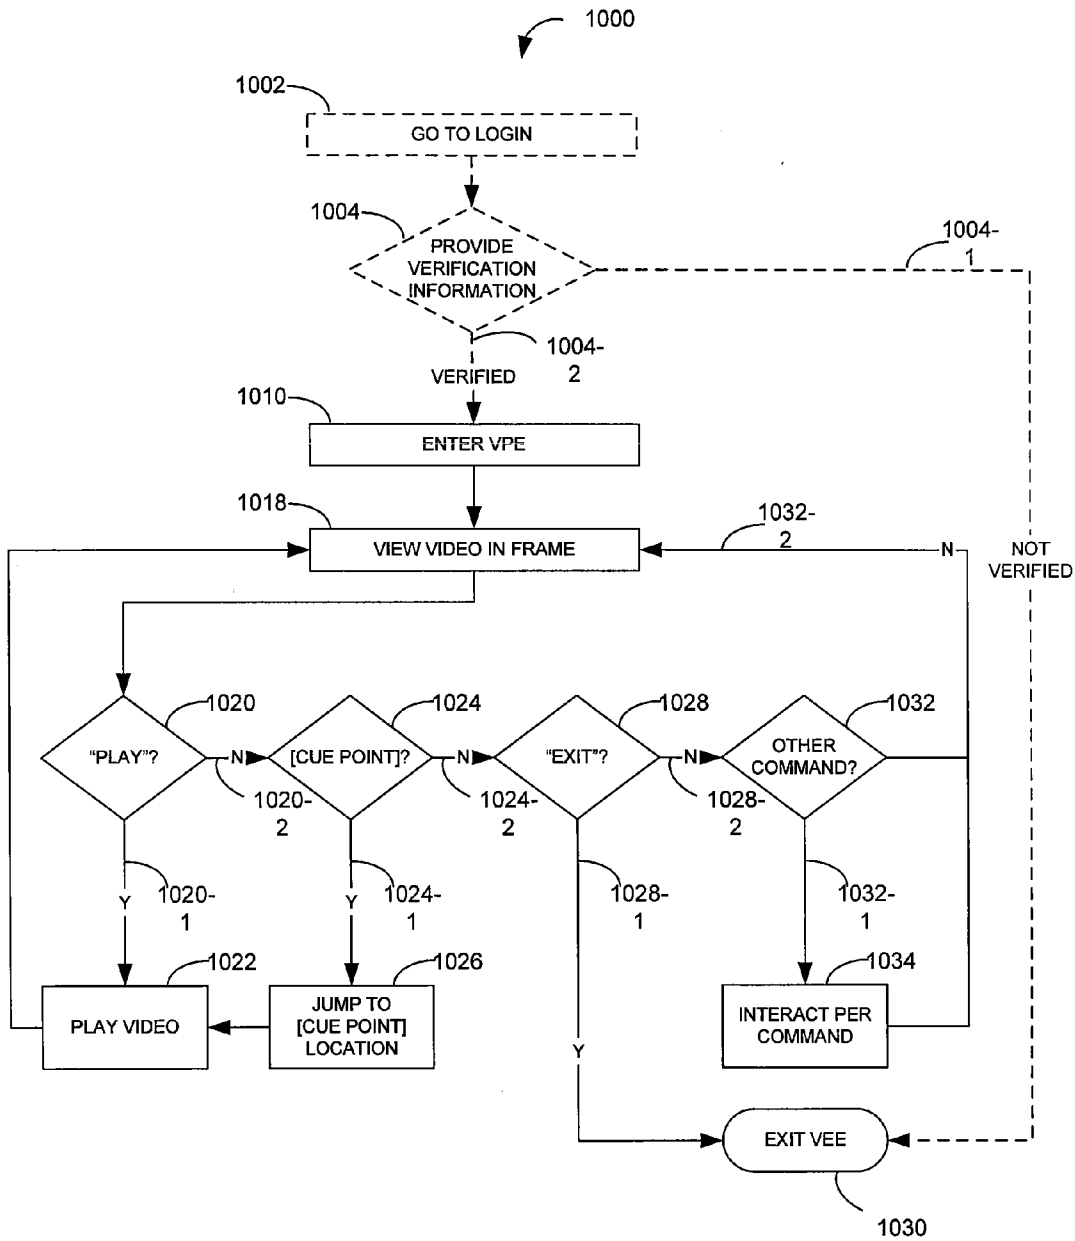 1000
1002
GO TO LOGIN
1004
PROVIDE
VERIFICATION
INFORMATION
1004-
1
1004-
2
VERIFIED
1010
ENTER VPE
1018
VIEW VIDEO IN FRAME
1032-
2
N
NOT
VERIFIED
1020
"PLAY"?
N
1020-
2
1024
[CUE POINT]?
N
1024-
2
1028
"EXIT"?
N
1028-
2
1032
OTHER
COMMAND?
Y
1020-
1
Y
1024-
1
1028-
1
1032-
1
1022
PLAY VIDEO
1026
JUMP TO
[CUE POINT]
LOCATION
Y
1034
INTERACT PER
COMMAND
EXIT VEE
1030